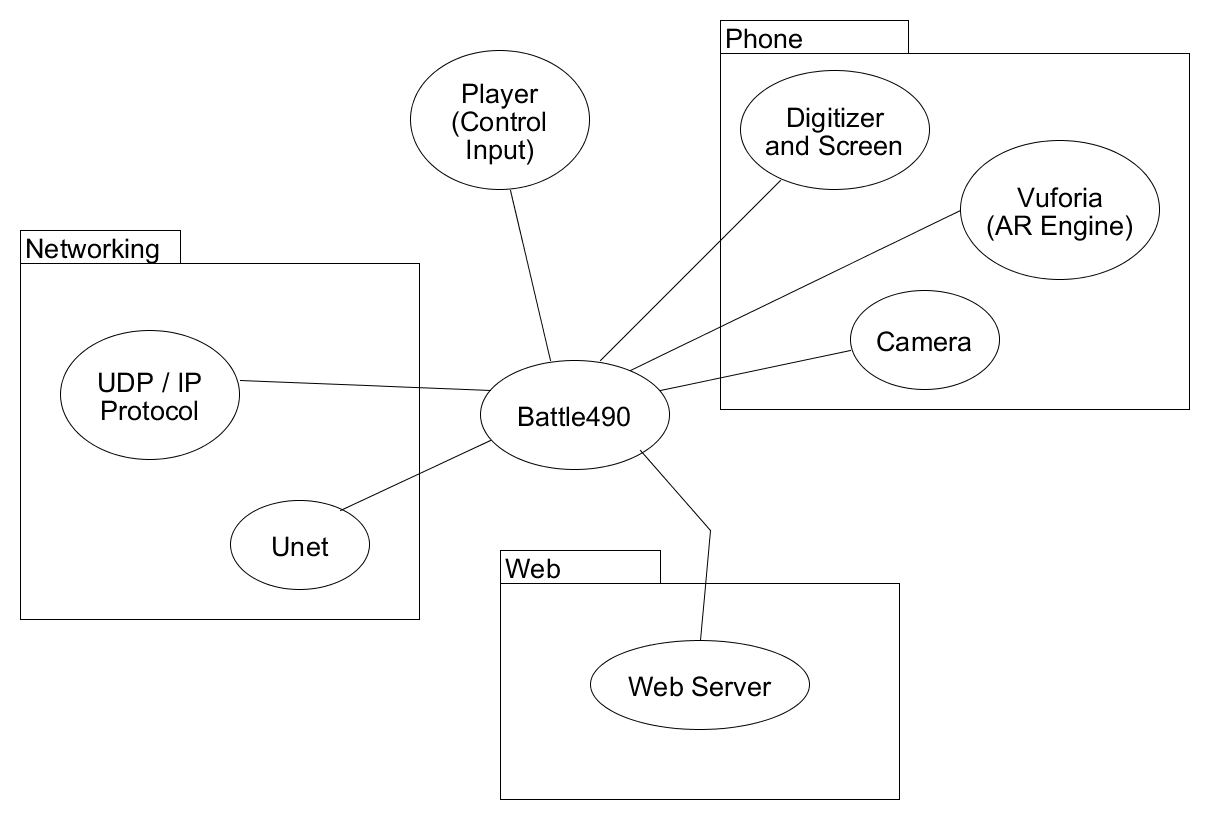 Phone
Player
(Control
Input)
Digitizer
and Screen
Vuforia
(AR Engine)
Networking
Camera
UDP / IP
Protocol
Battle490
Unet
Web
Web Server